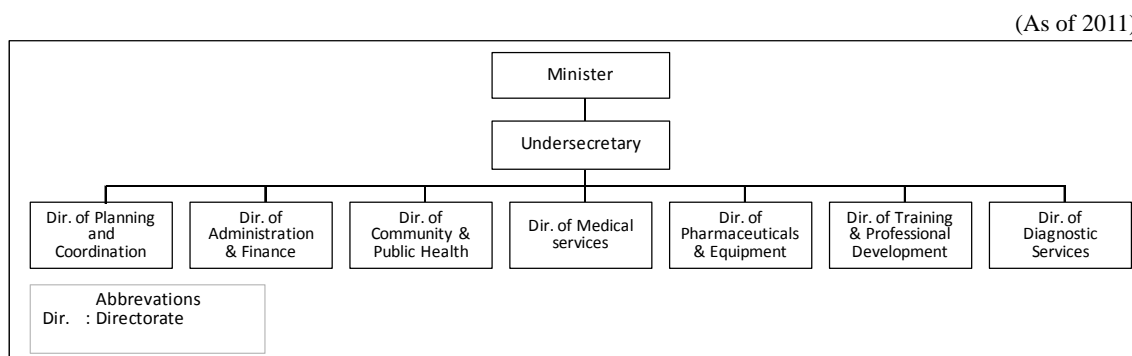 (As of 2011)
Minister
Undersecretary
Dir. of Planning
and
Coordination
Dir. of
Administration
& Finance
Dir. of
Community &
Public Health
Dir. of Medical
services
Dir. of
Pharmaceuticals
& Equipment
Dir. of Training
& Professional
Development
Dir. of
Diagnostic
Services
Abbrevations
Dir. : Directorate